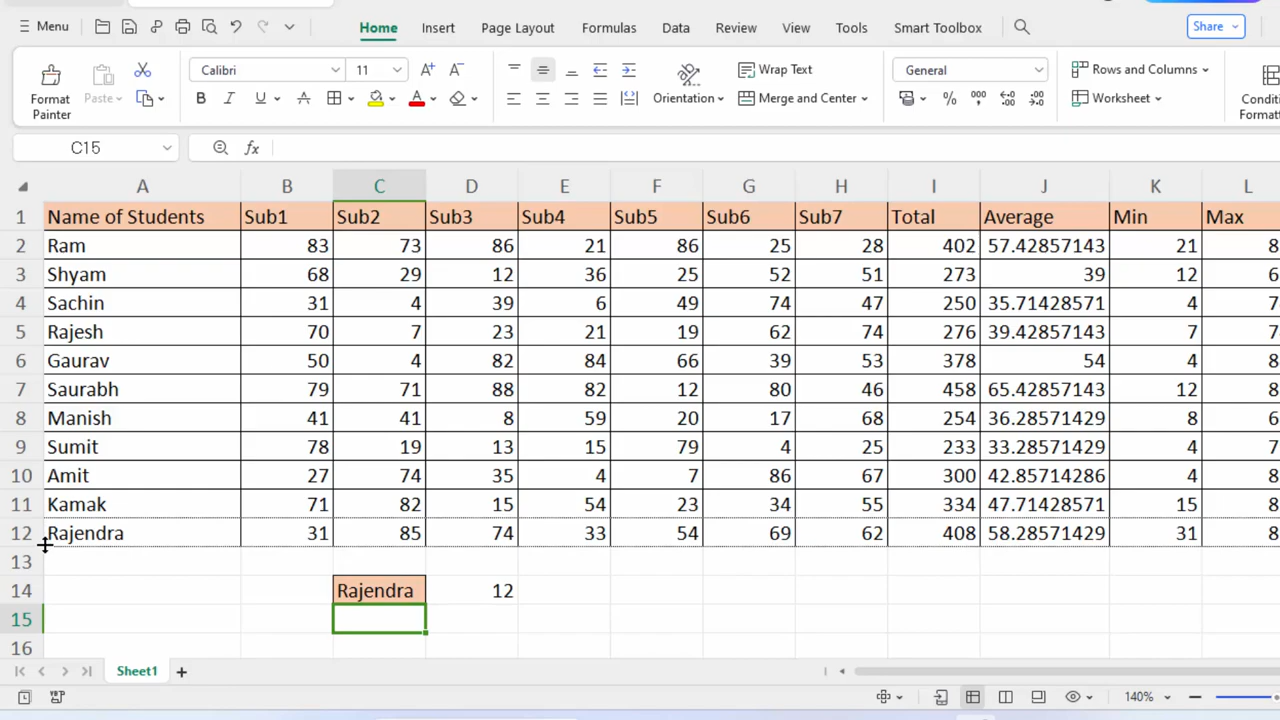 Menu Home Insert Page Layout Formulas Data Review View Tools Smart Toolbox Share
Format Painter Paste Calibri 11 A+ A- Wrap Text General Rows and Columns
B I U A A Orientation Merge and Center % 000 Worksheet Conditi
Formatt
C15 fx
A B C D E F G H I J K L
1 Name of Students Sub1 Sub2 Sub3 Sub4 Sub5 Sub6 Sub7 Total Average Min Max
2 Ram 83 73 86 21 86 25 28 402 57.42857143 21 8
3 Shyam 68 29 12 36 25 52 51 273 39 12 6
4 Sachin 31 4 39 6 49 74 47 250 35.71428571 4 7
5 Rajesh 70 7 23 21 19 62 74 276 39.42857143 7 7
6 Gaurav 50 4 82 84 66 39 53 378 54 4 8
7 Saurabh 79 71 88 82 12 80 46 458 65.42857143 12 8
8 Manish 41 41 8 59 20 17 68 254 36.28571429 8 6
9 Sumit 78 19 13 15 79 4 25 233 33.28571429 4 7
10 Amit 27 74 35 4 7 86 67 300 42.85714286 4 8
11 Kamak 71 82 15 54 23 34 55 334 47.71428571 15 8
12 Rajendra 31 85 74 33 54 69 62 408 58.28571429 31 8
13
14 Rajendra 12
15
16
Sheet1 +
140% - +